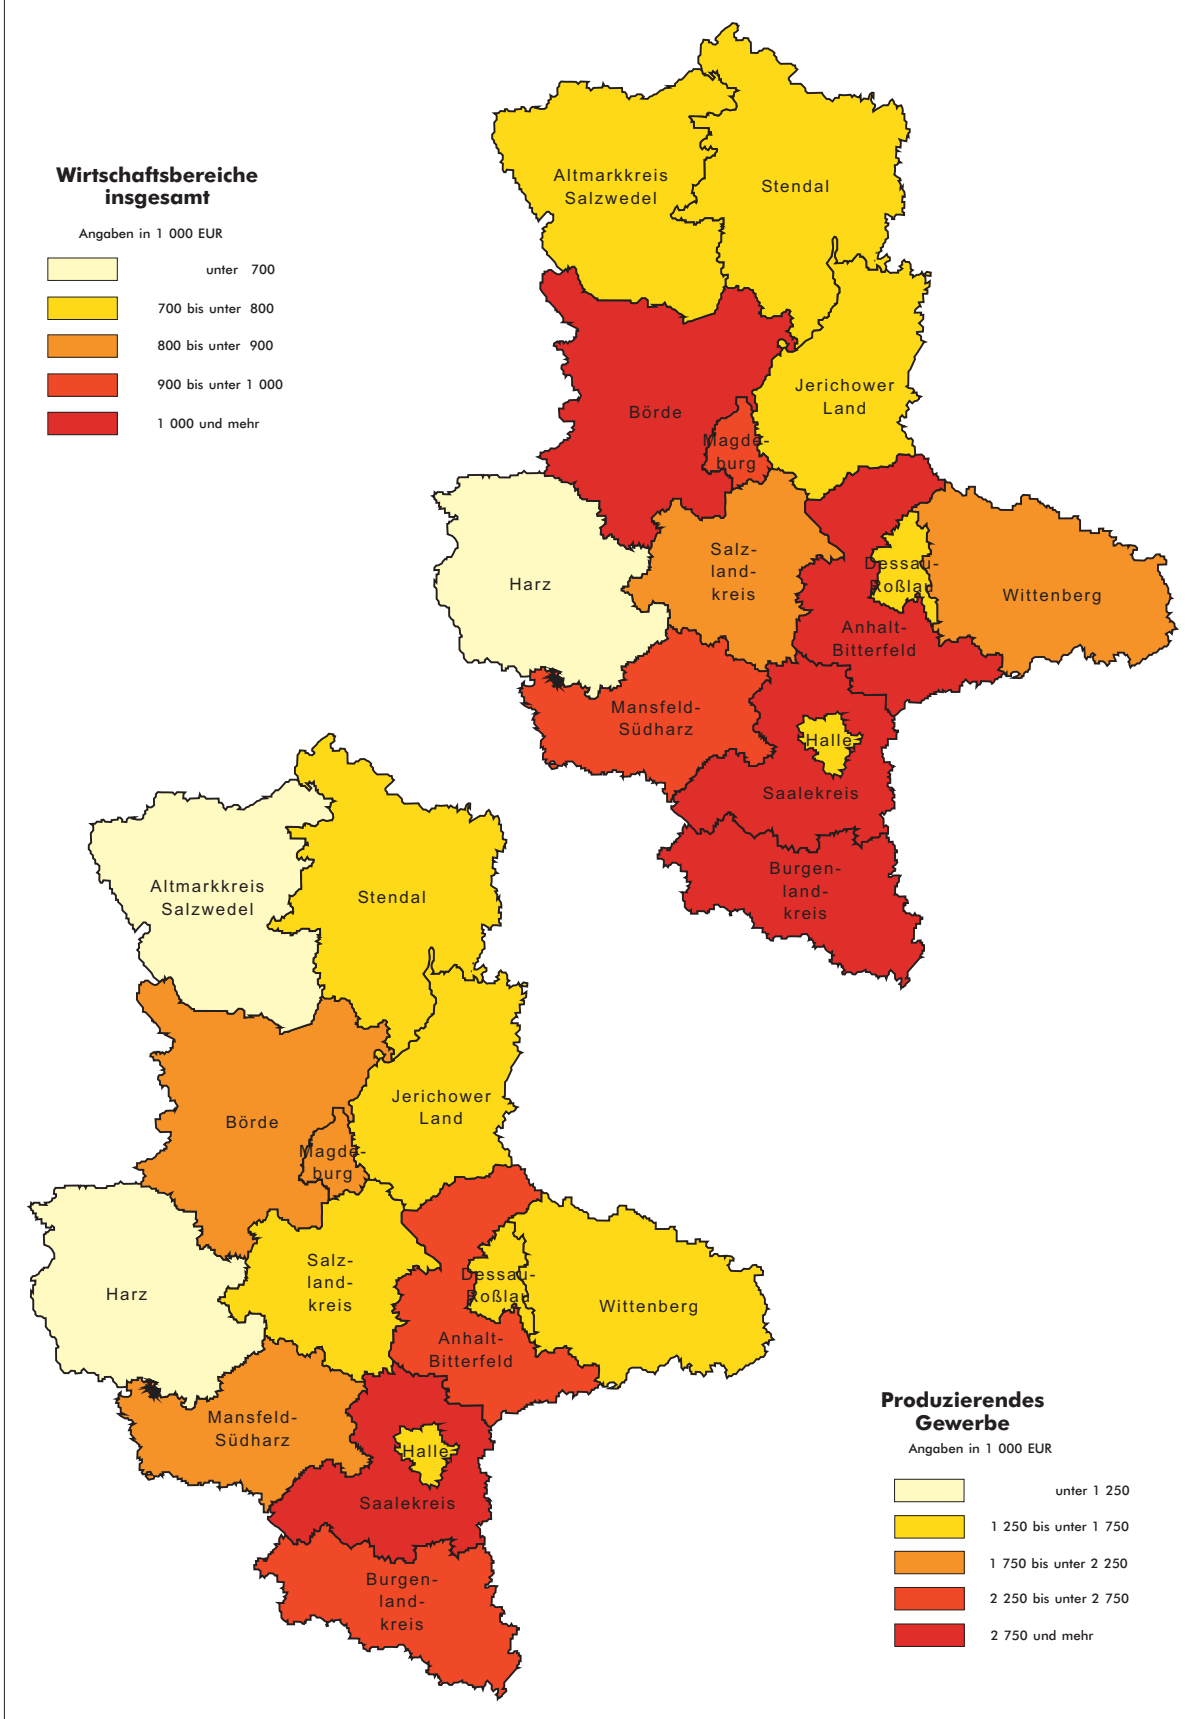 Wirtschaftsbereiche
insgesamt
Angaben in 1 000 EUR
unter 700
700 bis unter 800
800 bis unter 900
900 bis unter 1 000
1 000 und mehr
Altmarkkreis
Salzwedel
Stendal
Jerichower
Land
Börde
Magde-
burg
Harz
Salz-
land-
kreis
Dessau-
Roßlau
Wittenberg
Anhalt-
Bitterfeld
Mansfeld-
Südharz
Halle
Saalekreis
Burgen-
land-
kreis
Altmarkkreis
Salzwedel
Stendal
Jerichower
Land
Börde
Magde-
burg
Harz
Salz-
land-
kreis
Dessau-
Roßlau
Wittenberg
Anhalt-
Bitterfeld
Mansfeld-
Südharz
Halle
Saalekreis
Burgen-
land-
kreis
Produzierendes
Gewerbe
Angaben in 1 000 EUR
unter 1 250
1 250 bis unter 1 750
1 750 bis unter 2 250
2 250 bis unter 2 750
2 750 und mehr